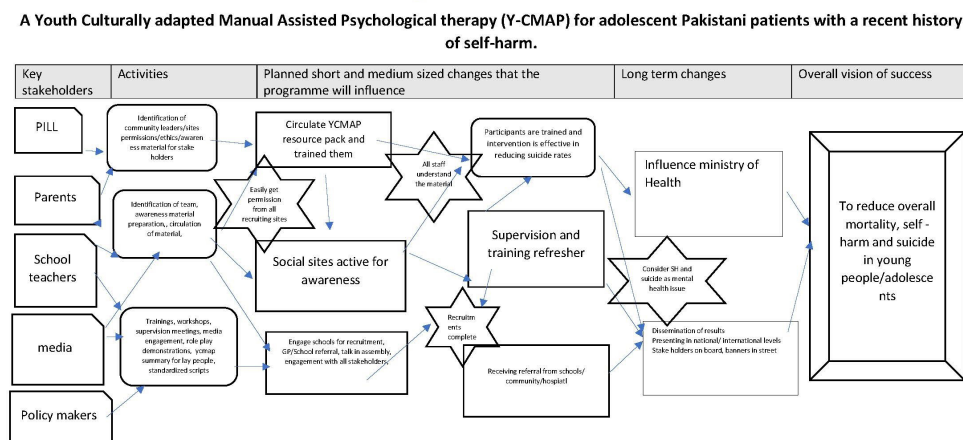 A Youth Culturally adapted Manual Assisted Psychological therapy (Y-CMAP) for adolescent Pakistani patients with a recent history
of self-harm.
Key
stakeholders
Activities
Planned short and medium sized changes that the
programme will influence
Long term changes
Overall vision of success
PILL
Parents
School
teachers
media
Policy makers
Identification of
community leaders/sites
permissions/ethics/awaren
ess material for stake
holders
Identification of team,
awareness material
preparation,, circulation
of material,
Trainings, workshops,
supervision meetings, media
engagement, role play
demonstrations, ycmap
summary for lay people,
standardized scripts
Circulate YCMAP
resource pack and
trained them
Easily get
permission
from all
recruiting sites
Social sites active for
awareness
Engage schools for recruitment,
GP/School referral, talk in assembly,
engagement with all stakeholders,
All staff
understand
the material
Participants are trained and
intervention is effective in
reducing suicide rates
Supervision and
training refresher
Recruitm
ents
complete
Receiving referral from schools/
community/hospiatl
Influence ministry of
Health
Consider SH and
suicide as mental
health issue
Dissemination of results
Presenting in national/ international levels
Stake holders on board, banners in street
To reduce overall
mortality, self -
harm and suicide
in young
people/adolesce
nts